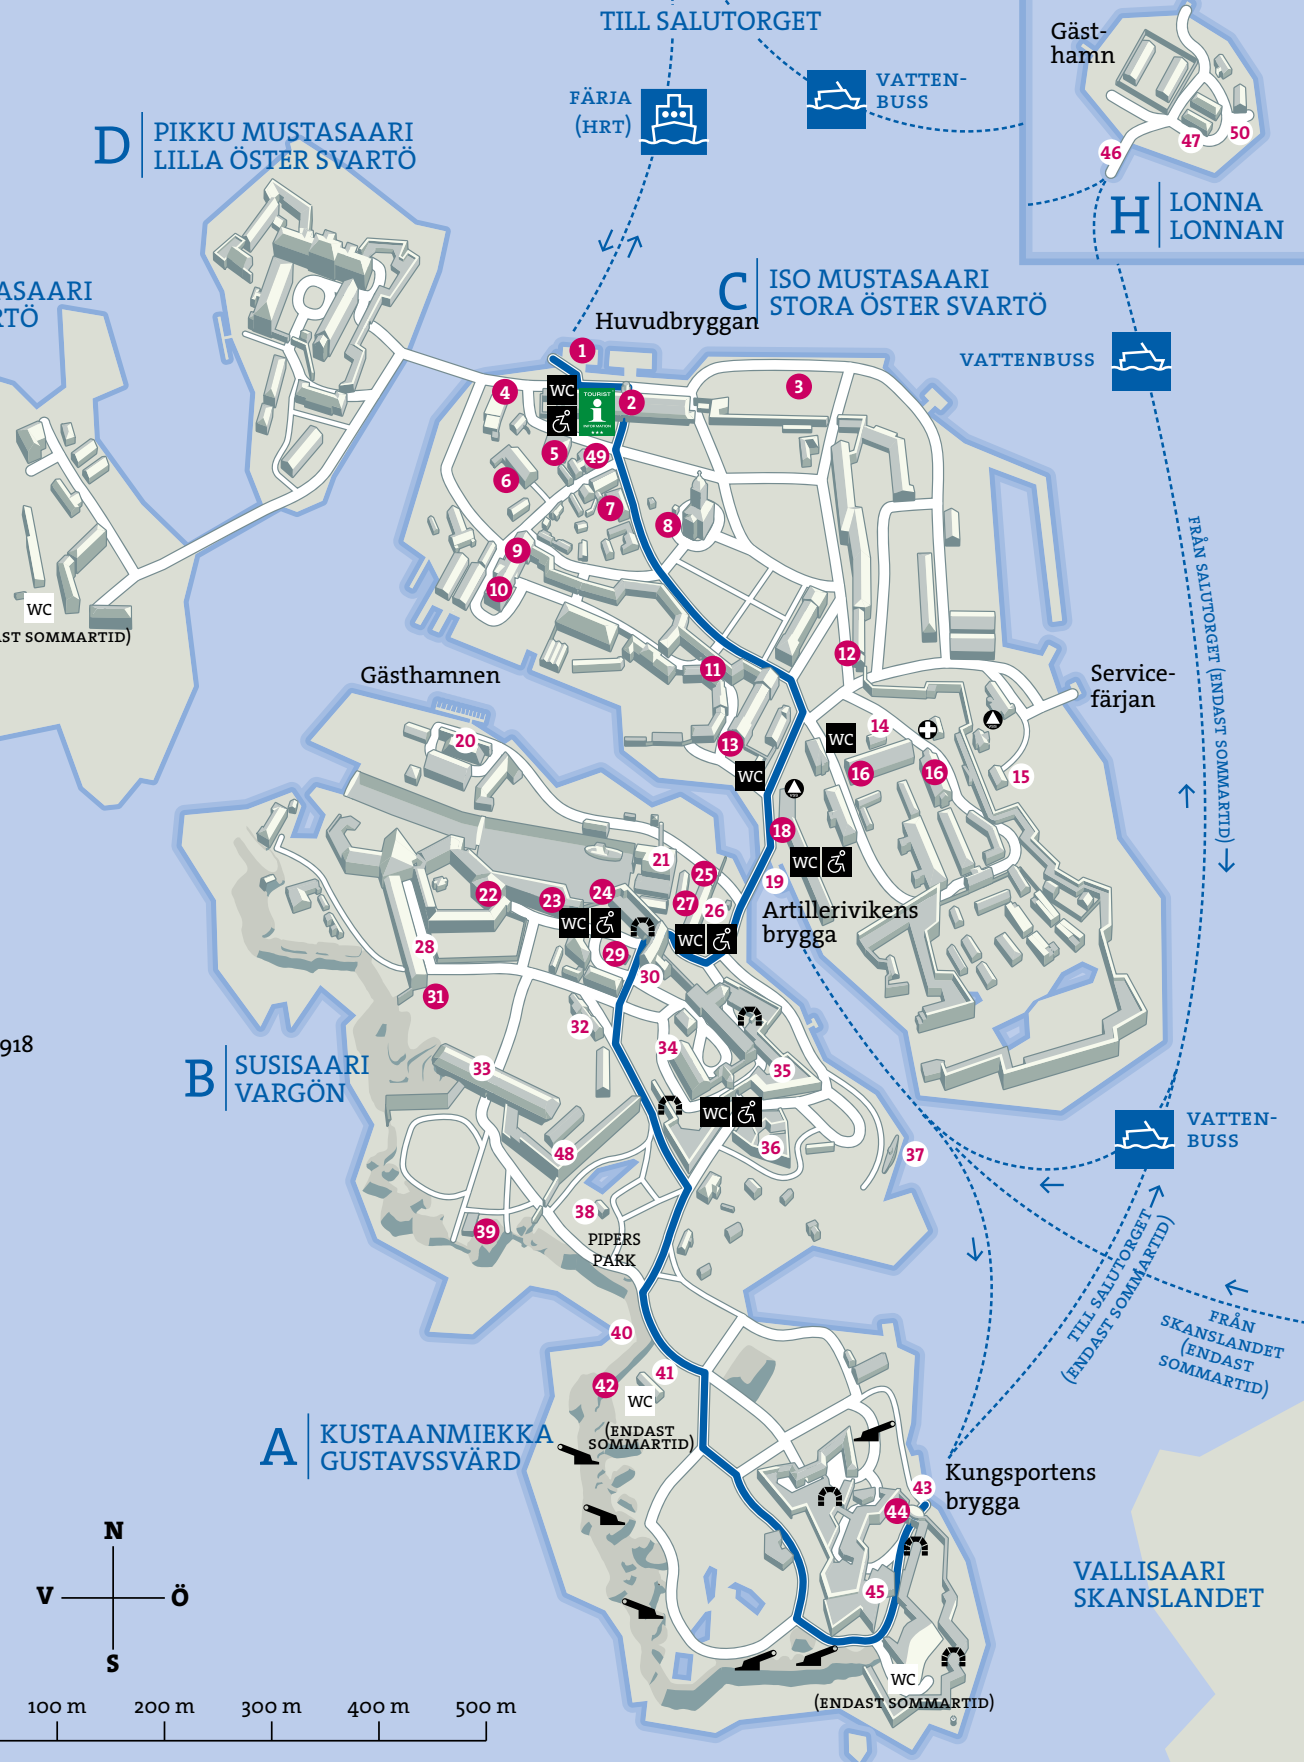 TILL SALUTORGET
Gäst-
hamn
VATTEN-
BUSS
FÄRJA
(HRT)
D
PIKKU MUSTASAARI
LILLA ÖSTER SVARTÖ
46
47
50
H
LONNA
LONNAN
C
ISO MUSTASAARI
STORA ÖSTER SVARTÖ
ASAARI
RTÖ
Huvudbryggan
VATTENBUSS
1
2
3
4
WC
TOURIST
i
INFORMATION
5
49
6
7
8
9
10
WC
ST SOMMARTID)
11
12
13
Gästhamnen
Service-
färjan
FRÅN SALUTORGET (ENDAST SOMMARTID)
WC
14
15
16
16
WC
18
WC
19
Artillerivikens
brygga
20
21
22
23
24
25
26
27
WC
WC
28
29
30
31
32
33
34
35
918
B
SUSISAARI
VARGÖN
WC
36
37
VATTEN-
BUSS
48
38
39
PIPERS
PARK
TILL SALUTORGET
(ENDAST SOMMARTID)
FRÅN
SKANSLANDET
(ENDAST
SOMMARTID)
40
41
42
WC
(ENDAST
SOMMARTID)
A
KUSTAANMIEKKA
GUSTAVSSVÄRD
43
Kungsportens
brygga
44
45
VALLISAARI
SKANSLANDET
N
V
Ö
S
WC
(ENDAST SOMMARTID)
100 m
200 m
300 m
400 m
500 m